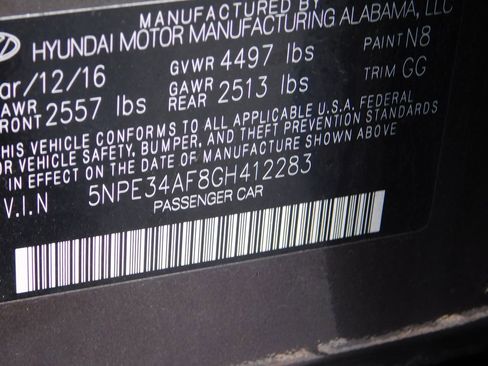 MANUFACTURED BY
HYUNDAI MOTOR MANUFACTURING ALABAMA, LLC
ar/12/16 GVWR 4497 lbs PAINT N8
GAWR FRONT 2557 lbs GAWR REAR 2513 lbs TRIM GG
THIS VEHICLE CONFORMS TO ALL APPLICABLE U.S.A. FEDERAL
OR VEHICLE SAFETY, BUMPER, AND THEFT PREVENTION STANDARDS
IN EFFECT ON THE DATE OF MANUFACTURE SHOWN ABOVE
V.I.N 5NPE34AF8GH412283
PASSENGER CAR